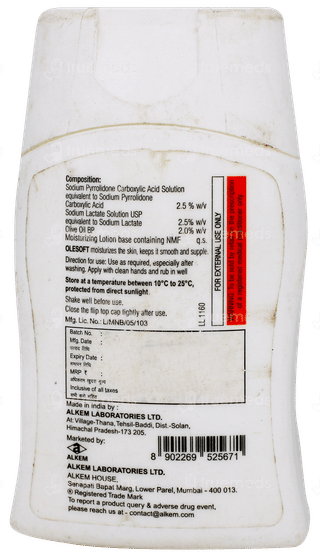 Composition:
Sodium Pyrrolidone Carboxylic Acid Solution
equivalent to Sodium Pyrrolidone
Carboxylic Acid 2.5 % w/v
Sodium Lactate Solution USP
equivalent to Sodium Lactate 2.5% w/v
Olive Oil BP 2.0% w/v
Moisturizing Lotion base containing NMF q.s.
OLESOFT moisturizes the skin, keeps it smooth and supple.
Direction for use: Use as required, especially after
washing. Apply with clean hands and rub in well
Store at a temperature between 10°C to 25°C,
protected from direct sunlight.
Shake well before use.
Close the flip top cap tightly after use.
Mfg. Lic. No.: L/MNB/05/103
FOR EXTERNAL USE ONLY
LL 1160
Batch No. :
Mfg. Date :
Expiry Date :
MRP ₹ :
Inclusive of all taxes
Made in india by :
ALKEM LABORATORIES LTD.
At: Village-Thana, Tehsil-Baddi, Dist.-Solan,
Himachal Pradesh-173 205.
Marketed by:
ALKEM
8 902269 525671
ALKEM LABORATORIES LTD.
ALKEM HOUSE,
Senapati Bapat Marg, Lower Parel, Mumbai - 400 013.
® Registered Trade Mark
To report a product query & adverse drug event,
please reach us at - contact@alkem.com